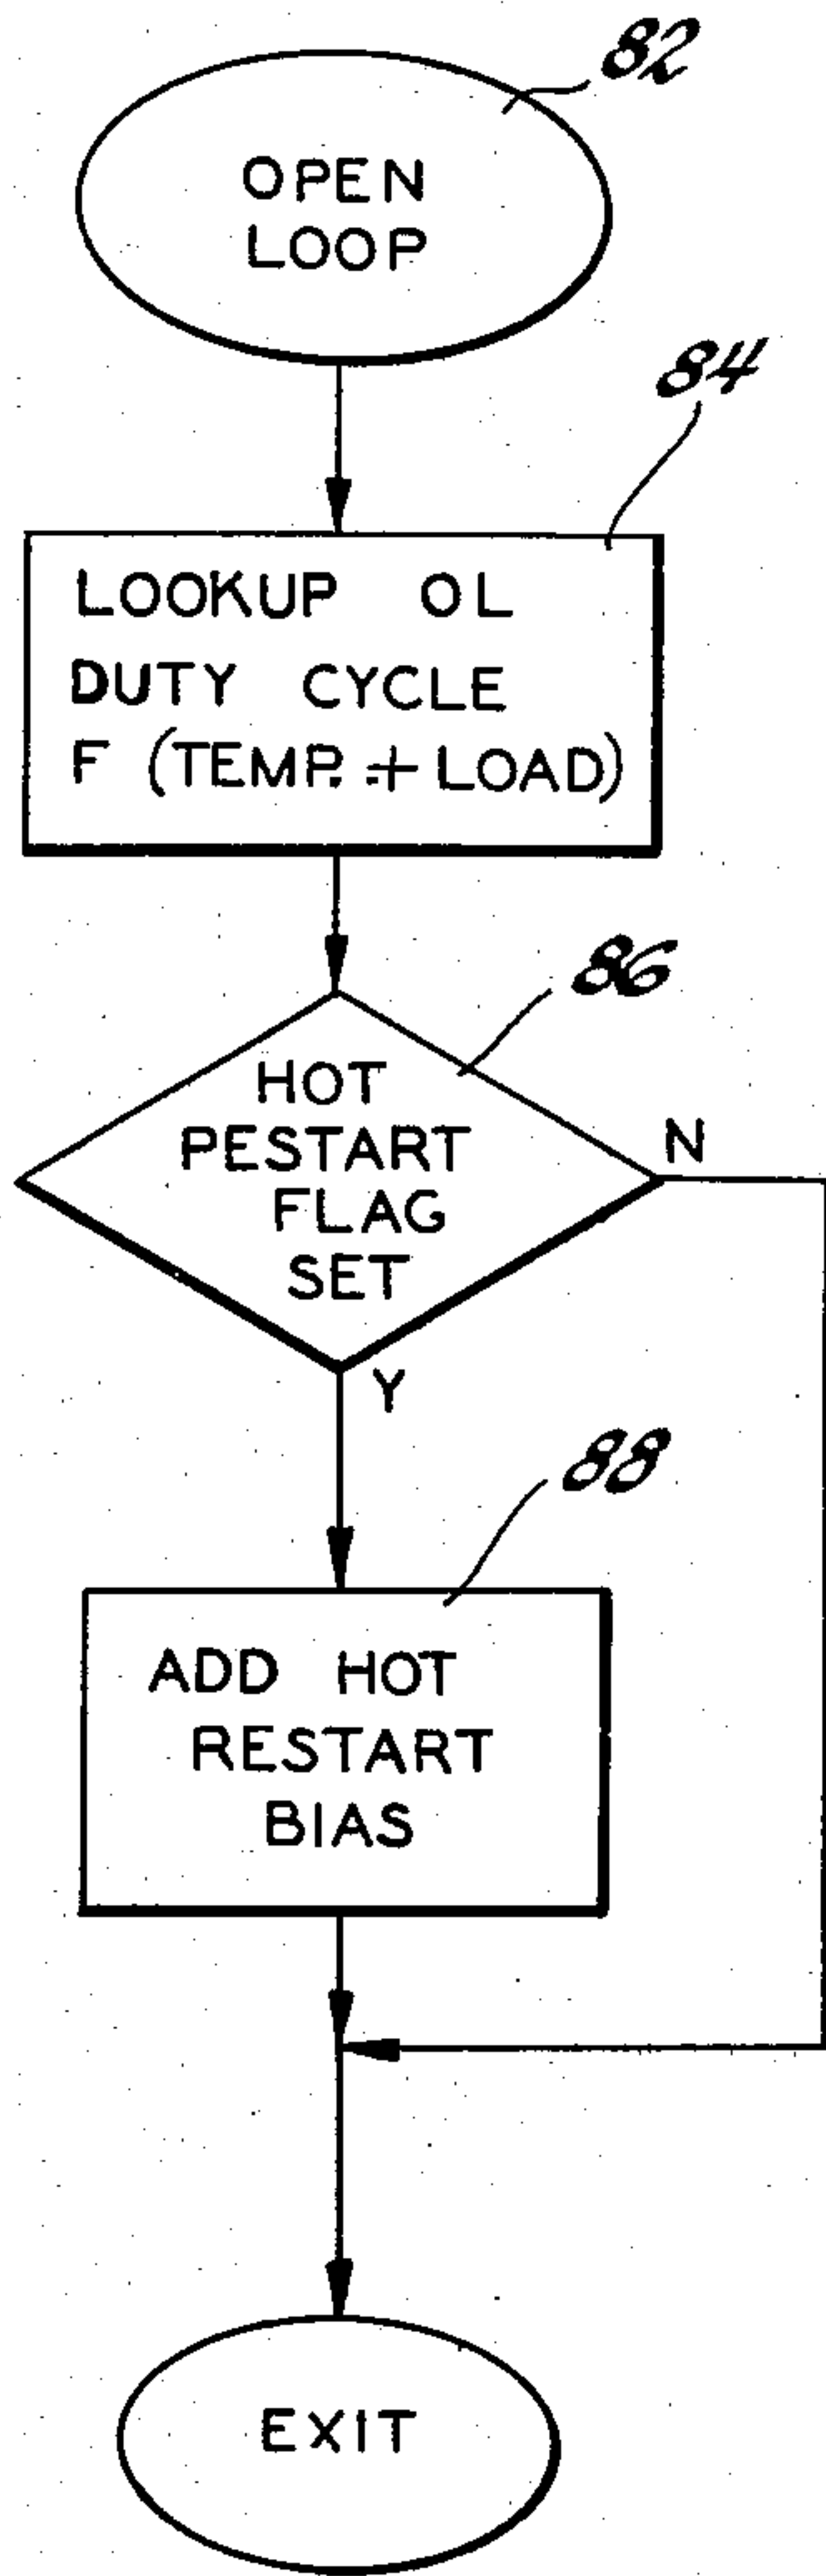 82
OPEN
LOOP
84
LOOKUP OL
DUTY CYCLE
F (TEMP. + LOAD)
86
HOT
PESTART
FLAG
SET
N
Y
88
ADD HOT
RESTART
BIAS
EXIT